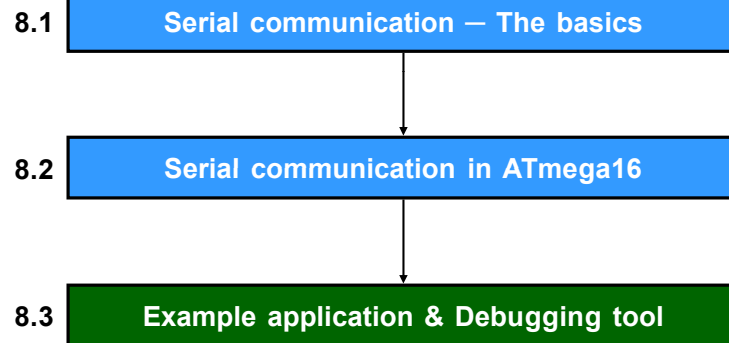 8.1 Serial communication — The basics
8.2 Serial communication in ATmega16
8.3 Example application & Debugging tool